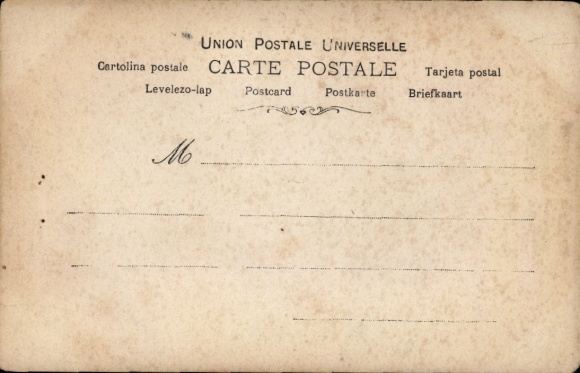 Union Postale Universelle
Cartolina postale CARTE POSTALE Tarjeta postal
Levelezo-lap Postcard Postkarte Briefkaart
M